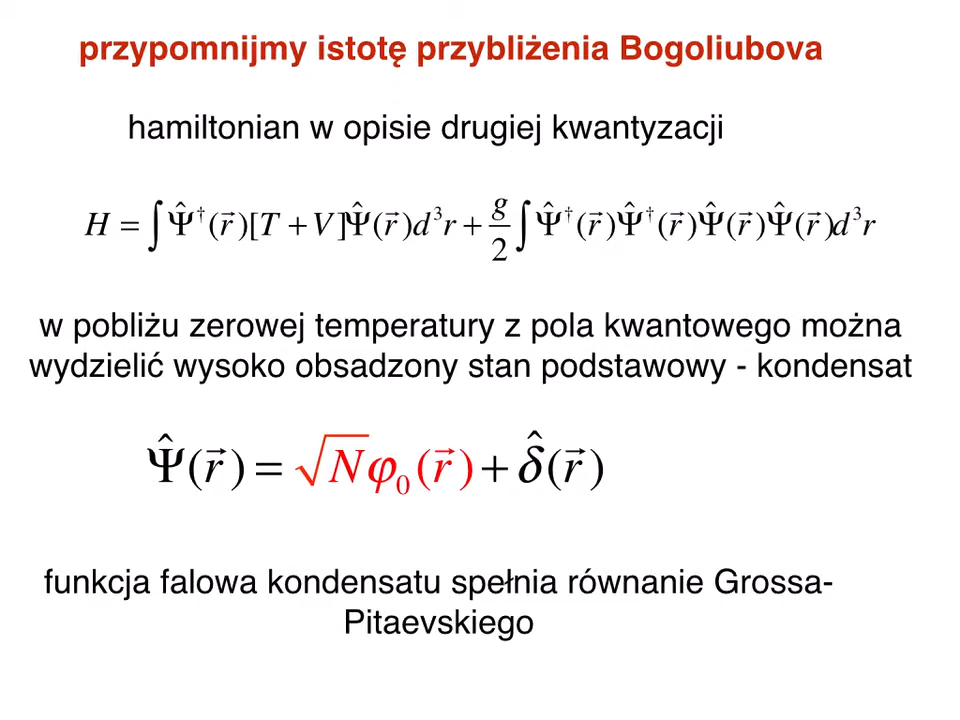 przypomnijmy istotę przybliżenia Bogoliubova
hamiltonian w opisie drugiej kwantyzacji
H = ∫ Ψ̂†(r⃗)[T + V]Ψ̂(r⃗)d³r + g/2 ∫ Ψ̂†(r⃗)Ψ̂†(r⃗)Ψ̂(r⃗)Ψ̂(r⃗)d³r
w pobliżu zerowej temperatury z pola kwantowego można
wydzielić wysoko obsadzony stan podstawowy - kondensat
Ψ̂(r⃗) = √Nφ₀(r⃗) + δ̂(r⃗)
funkcja falowa kondensatu spełnia równanie Grossa-
Pitaevskiego